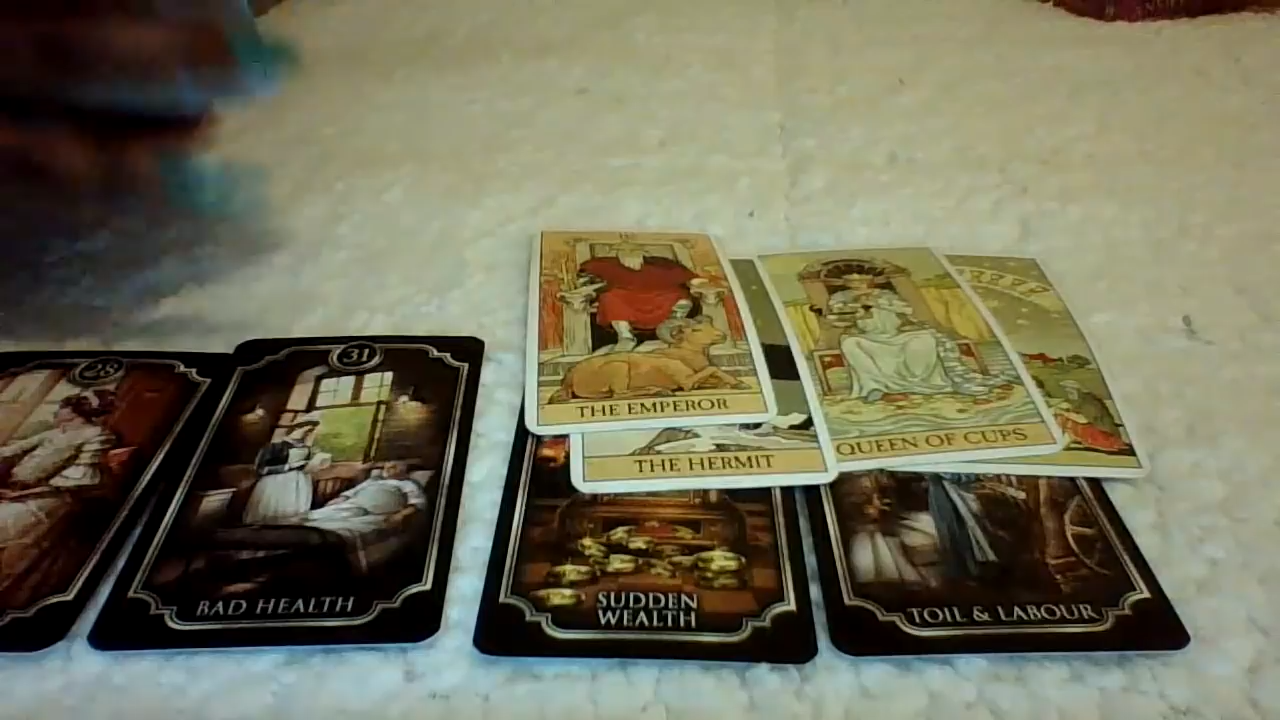 THE EMPEROR
THE HERMIT
QUEEN OF CUPS
28
31
BAD HEALTH
SUDDEN
WEALTH
TOIL & LABOUR